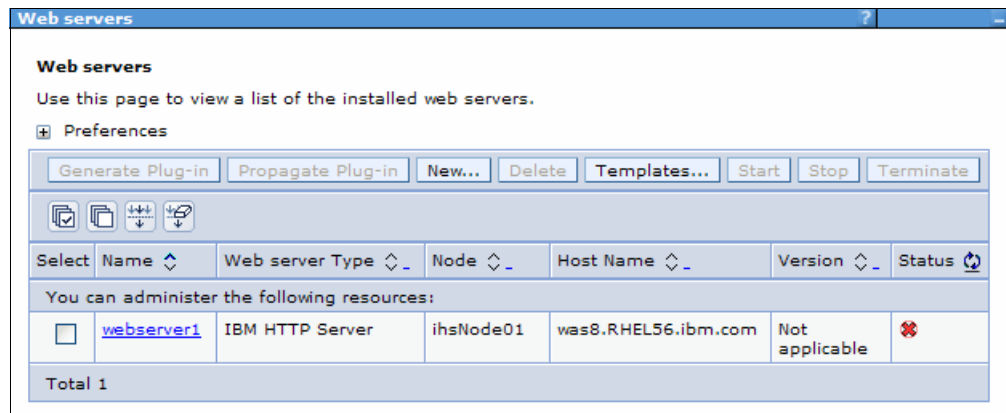 Web servers ? _
Web servers
Use this page to view a list of the installed web servers.
+ Preferences
Generate Plug-in Propagate Plug-in New... Delete Templates... Start Stop Terminate
Select Name Web server Type Node Host Name Version Status
You can administer the following resources:
webserver1 IBM HTTP Server ihsNode01 was8.RHEL56.ibm.com Not
applicable
Total 1